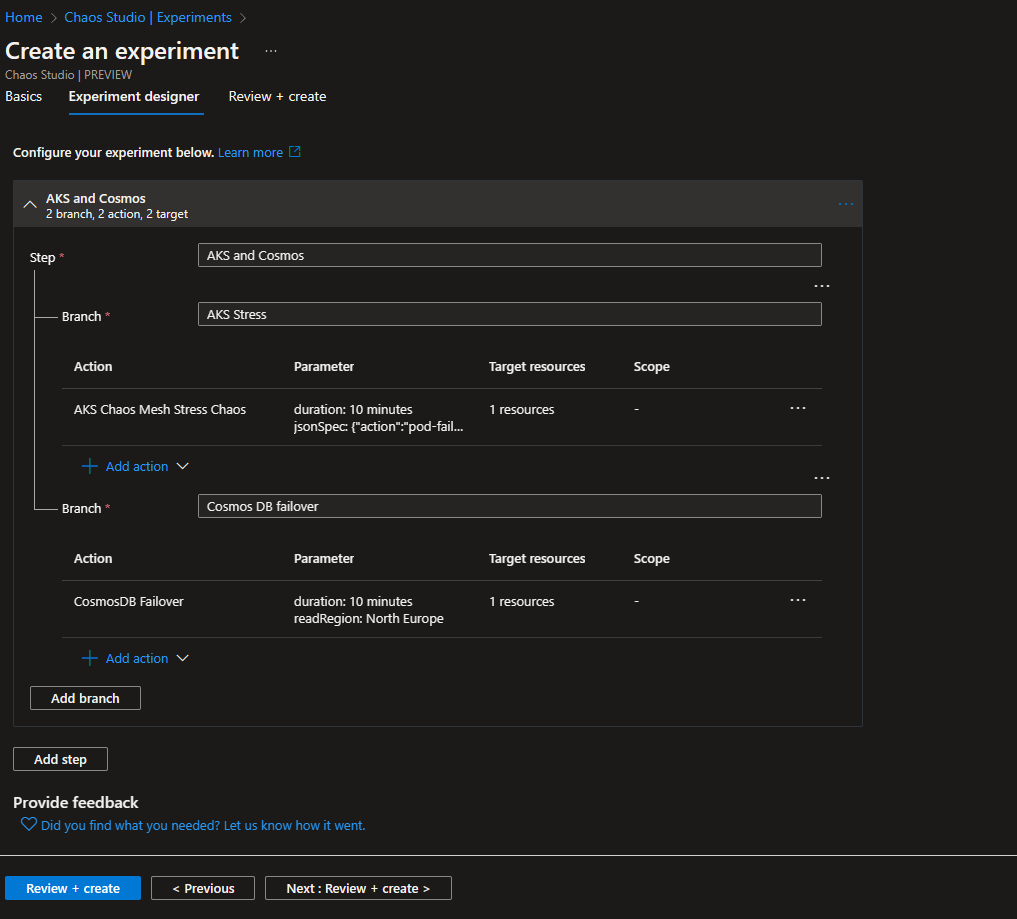 Home > Chaos Studio | Experiments >
Create an experiment ...
Chaos Studio | PREVIEW
Basics Experiment designer Review + create
Configure your experiment below. Learn more
AKS and Cosmos ...
2 branch, 2 action, 2 target
Step * AKS and Cosmos
...
Branch * AKS Stress
Action Parameter Target resources Scope
AKS Chaos Mesh Stress Chaos duration: 10 minutes 1 resources - ...
jsonSpec: {"action":"pod-fail...
+ Add action
...
Branch * Cosmos DB failover
Action Parameter Target resources Scope
CosmosDB Failover duration: 10 minutes 1 resources - ...
readRegion: North Europe
+ Add action
Add branch
Add step
Provide feedback
Did you find what you needed? Let us know how it went.
Review + create < Previous Next : Review + create >